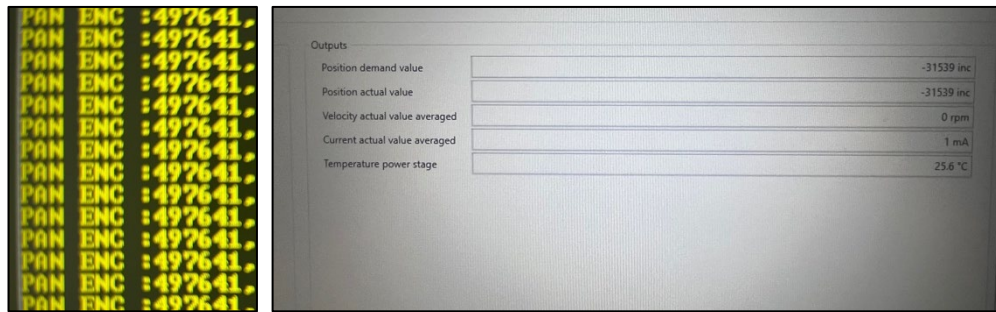 PAN ENC :497641,
PAN ENC :497641,
PAN ENC :497641,
PAN ENC :497641,
PAN ENC :497641,
PAN ENC :497641,
PAN ENC :497641,
PAN ENC :497641,
PAN ENC :497641,
PAN ENC :497641,
PAN ENC :497641,
PAN ENC :497641,
PAN ENC :497641,
PAN ENC :497641,
Outputs
Position demand value -31539 inc
Position actual value -31539 inc
Velocity actual value averaged 0 rpm
Current actual value averaged 1 mA
Temperature power stage 25.6 °C